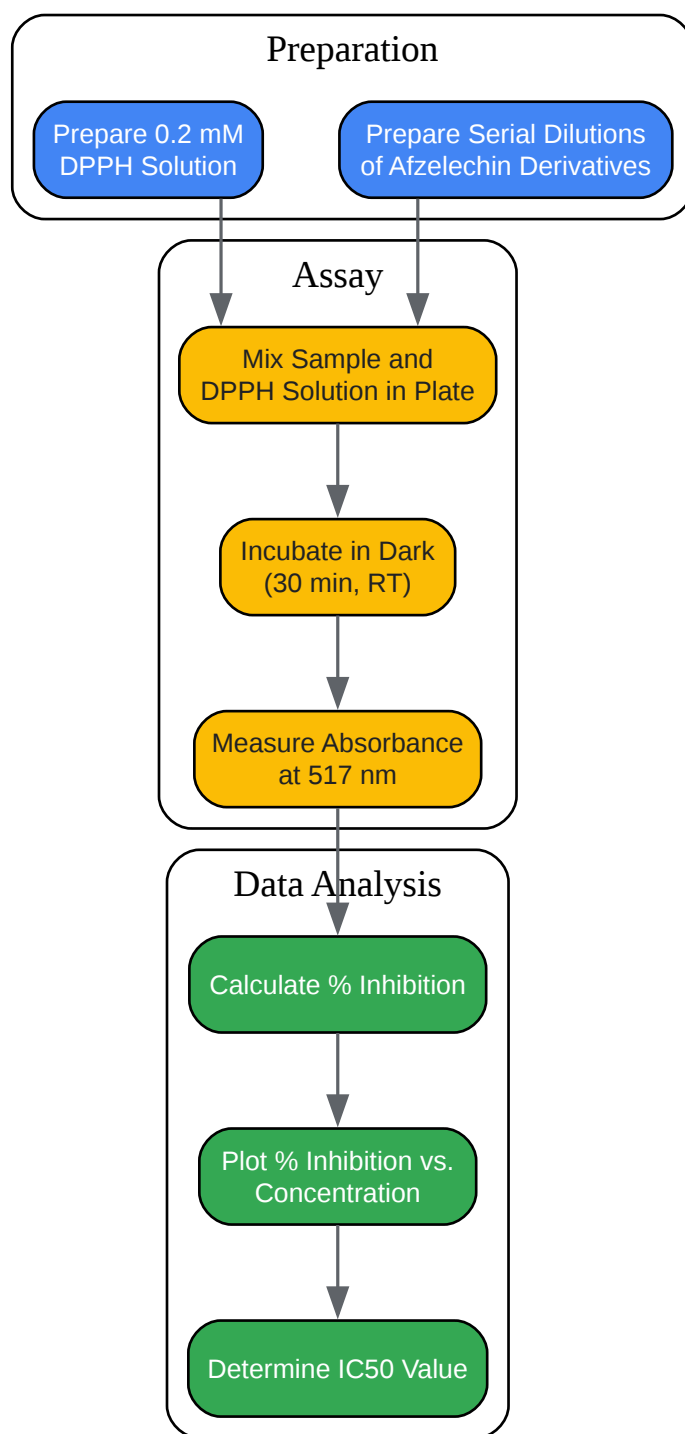 Preparation
Prepare 0.2 mM
DPPH Solution
Prepare Serial Dilutions
of Afzelechin Derivatives
Assay
Mix Sample and
DPPH Solution in Plate
Incubate in Dark
(30 min, RT)
Measure Absorbance
at 517 nm
Data Analysis
Calculate % Inhibition
Plot % Inhibition vs.
Concentration
Determine IC50 Value